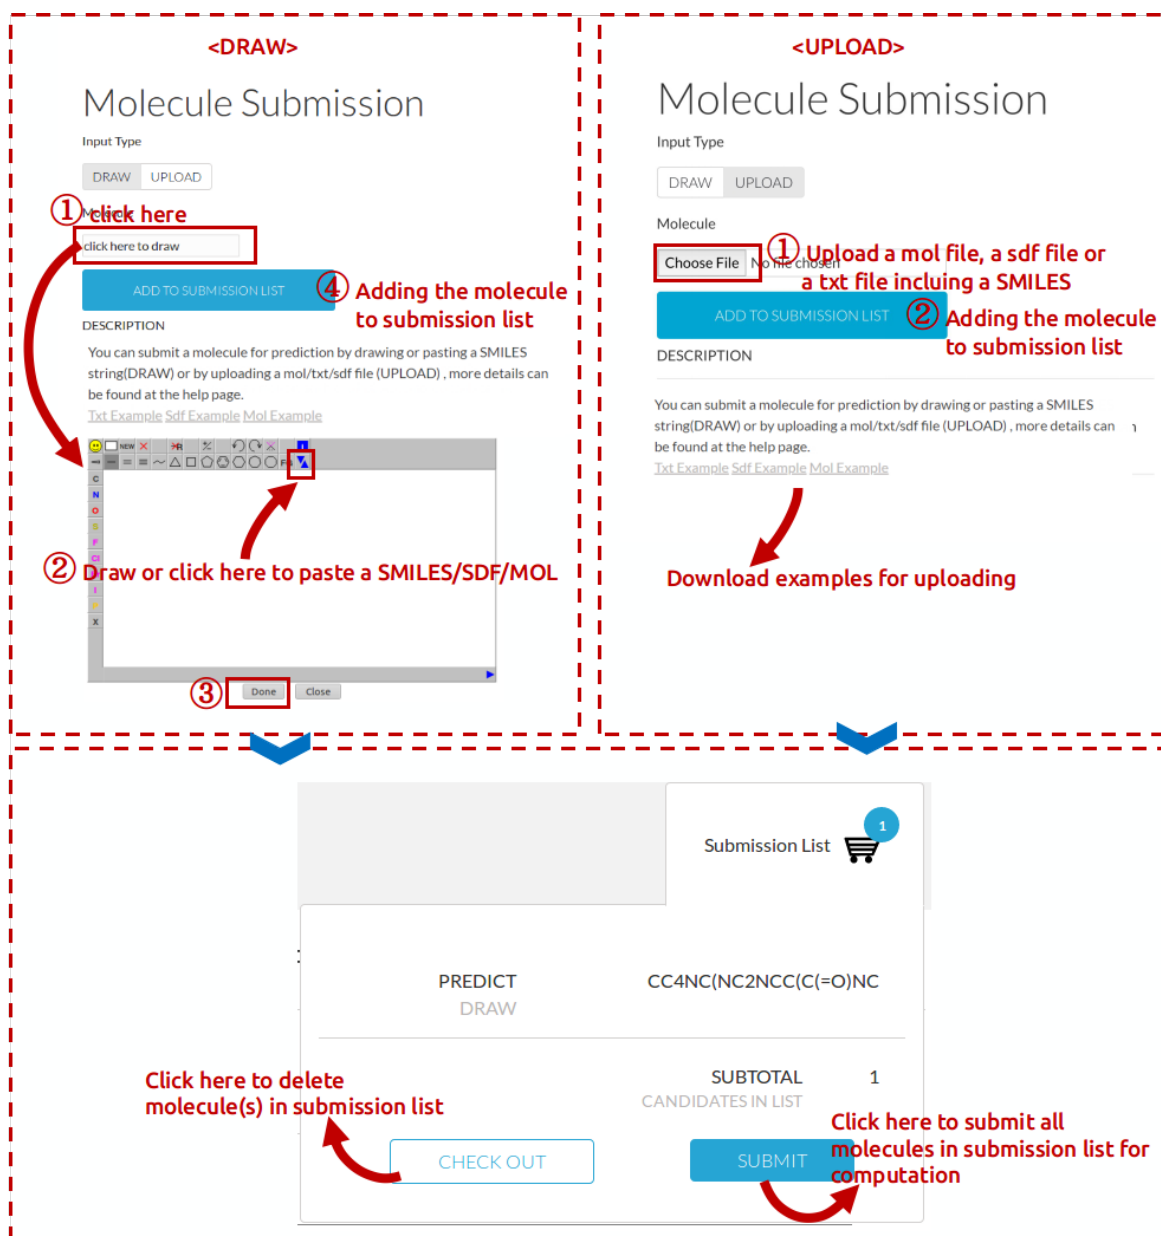 <DRAW>
Molecule Submission
Input Type
DRAW UPLOAD
Molecule
① click here
click here to draw
ADD TO SUBMISSION LIST
④ Adding the molecule
to submission list
DESCRIPTION
You can submit a molecule for prediction by drawing or pasting a SMILES
string(DRAW) or by uploading a mol/txt/sdf file (UPLOAD) , more details can
be found at the help page.
Txt Example Sdf Example Mol Example
NEW
C
N
O
S
F
Cl
② Draw or click here to paste a SMILES/SDF/MOL
I
X
③ Done Close
<UPLOAD>
Molecule Submission
Input Type
DRAW UPLOAD
Molecule
Choose File No file chosen
① Upload a mol file, a sdf file or
a txt file incluing a SMILES
ADD TO SUBMISSION LIST
② Adding the molecule
to submission list
DESCRIPTION
You can submit a molecule for prediction by drawing or pasting a SMILES
string(DRAW) or by uploading a mol/txt/sdf file (UPLOAD) , more details can
be found at the help page.
Txt Example Sdf Example Mol Example
Download examples for uploading
Submission List 1
PREDICT CC4NC(NC2NCC(C(=O)NC
DRAW
SUBTOTAL 1
CANDIDATES IN LIST
Click here to delete
molecule(s) in submission list
CHECK OUT
SUBMIT
Click here to submit all
molecules in submission list for
computation